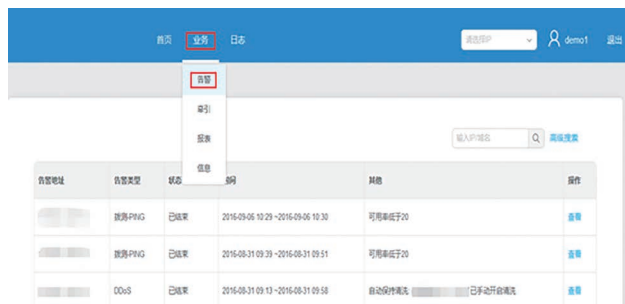 首页 业务 日志 请选择IP demo1 退出
告警
牵引
报表
信息
输入IP/域名 高级搜索
告警地址 告警类型 状态 时间 其他 操作
拨测-PING 已结束 2016-09-06 10:29 ~2016-09-06 10:30 可用率低于20 查看
拨测-PING 已结束 2016-08-31 09:39 ~2016-08-31 09:51 可用率低于20 查看
DDoS 已结束 2016-08-31 09:13 ~2016-08-31 09:58 自动保持清洗: 已手动开启清洗 查看